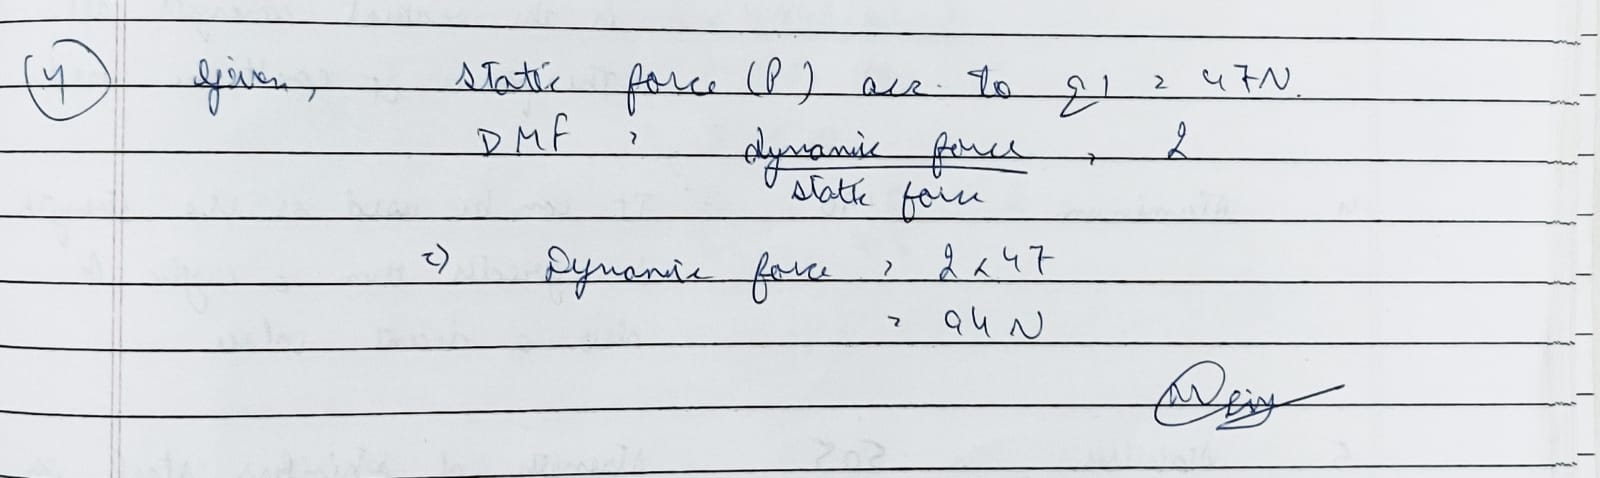 (4) Given, static force (P) acc. to Q1 = 47N.
DMF = dynamic force = 2
static force
=) Dynamic force = 2 x 47
= 94 N